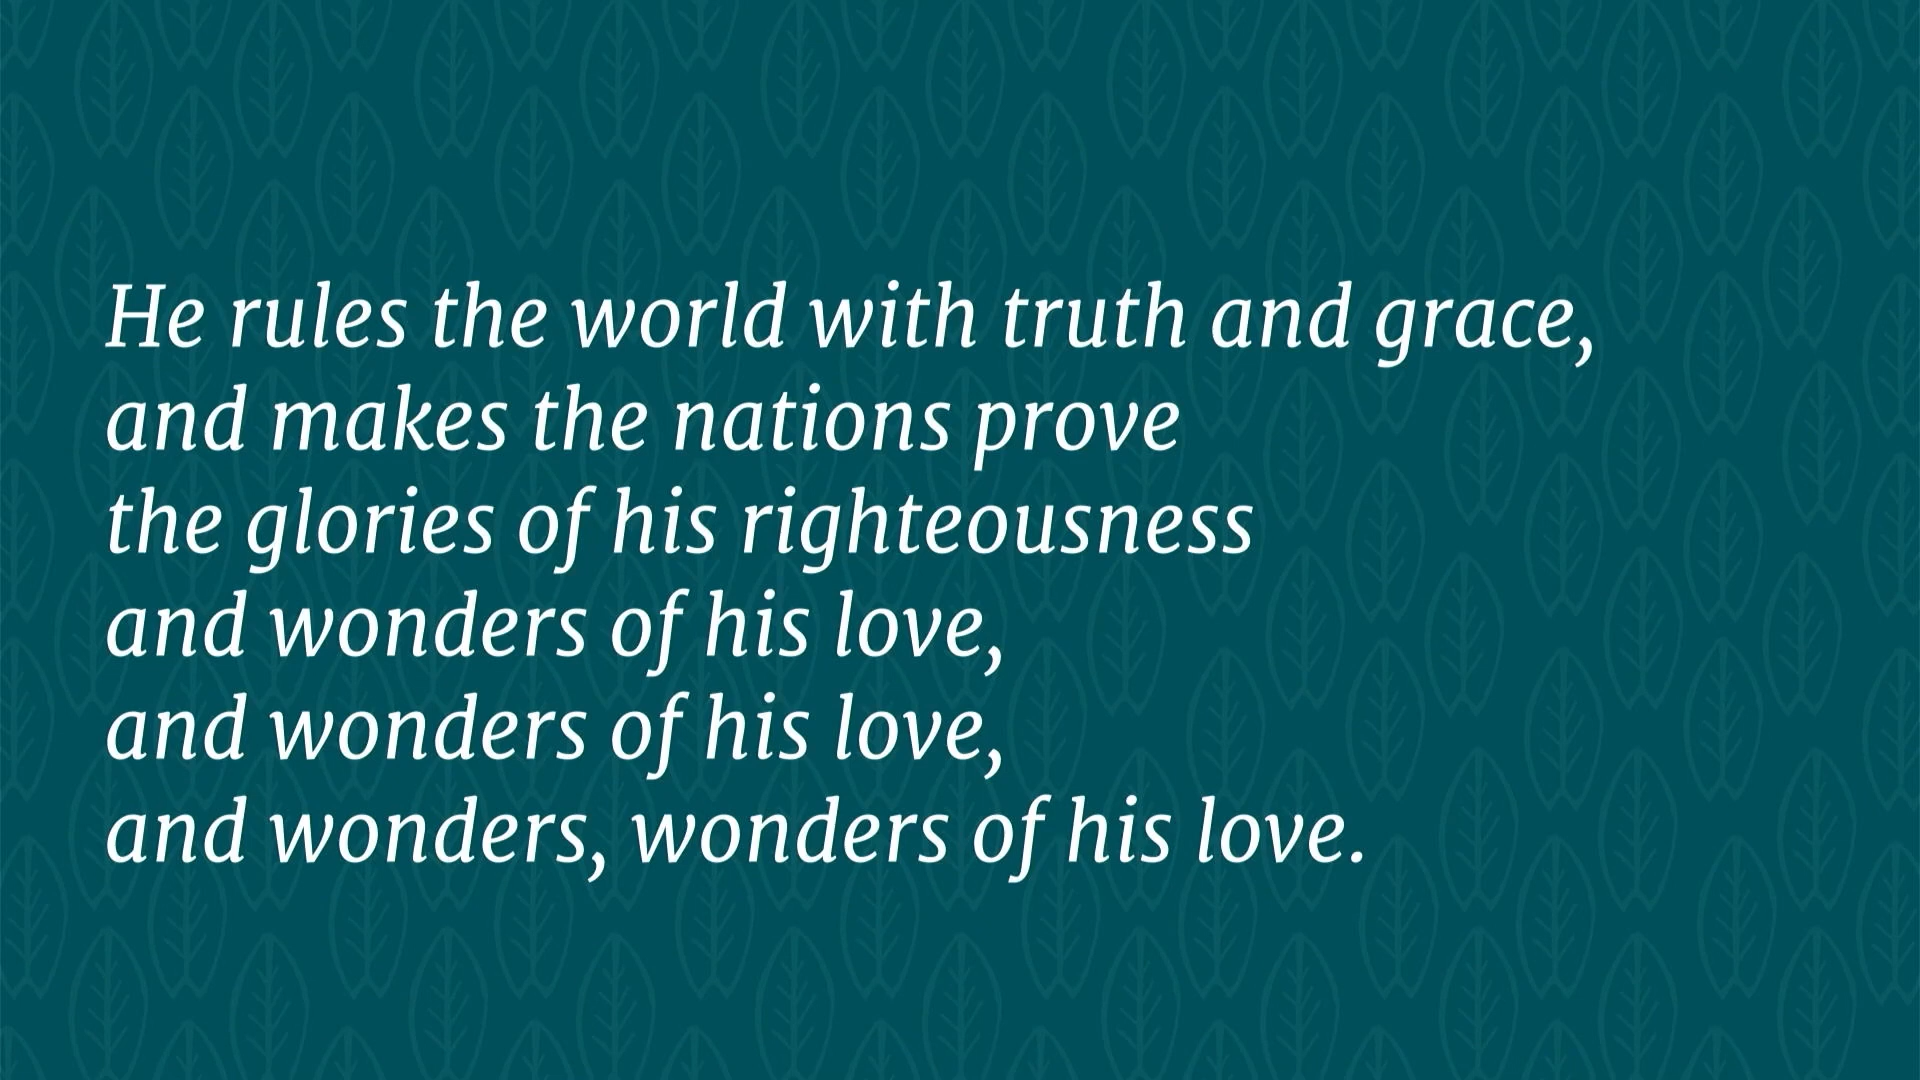 He rules the world with truth and grace,
and makes the nations prove
the glories of his righteousness
and wonders of his love,
and wonders of his love,
and wonders, wonders of his love.